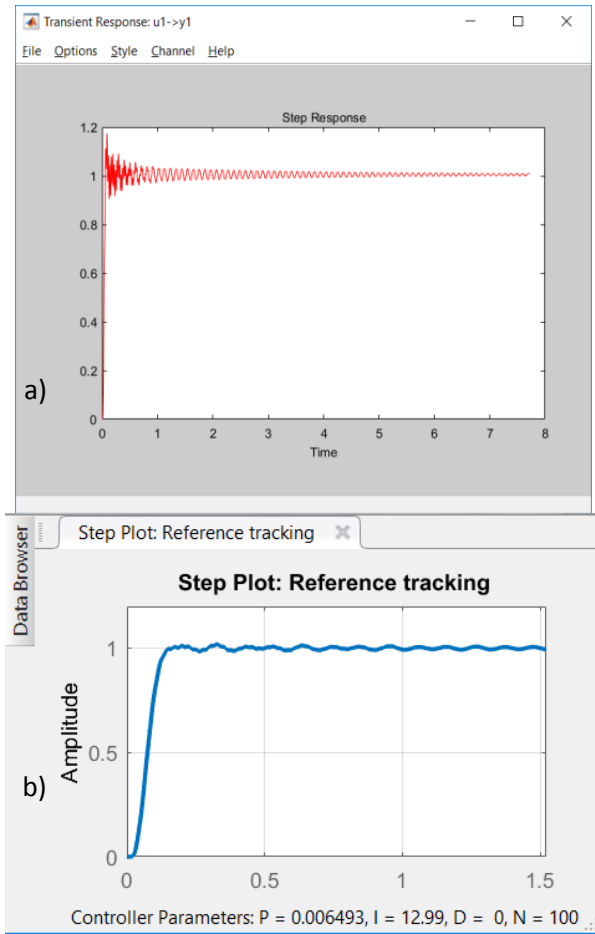 Transient Response: u1->y1
File Options Style Channel Help
Step Response
1.2
1
0.8
0.6
0.4
0.2
0
0 1 2 3 4 5 6 7 8
Time
a)
Data Browser
Step Plot: Reference tracking
Step Plot: Reference tracking
Amplitude
1
0.5
0
0 0.5 1 1.5
b)
Controller Parameters: P = 0.006493, I = 12.99, D = 0, N = 100